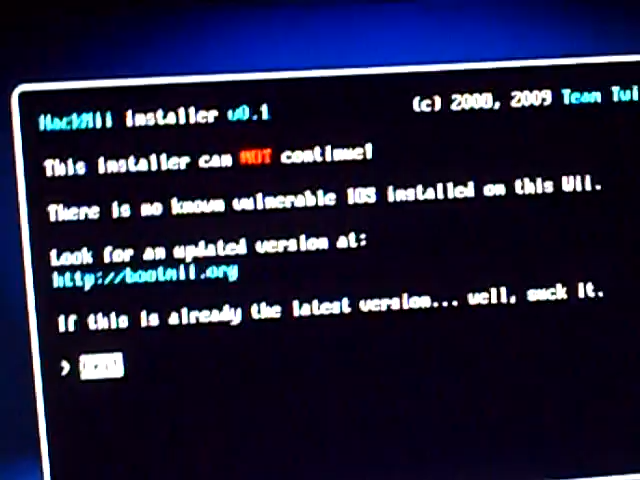 HackMii installer v0.1
(c) 2008, 2009 Team Twi
This installer can NOT continue!
There is no known vulnerable IOS installed on this Wii.
Look for an updated version at:
http://bootmii.org
If this is already the latest version... well, suck it.
>